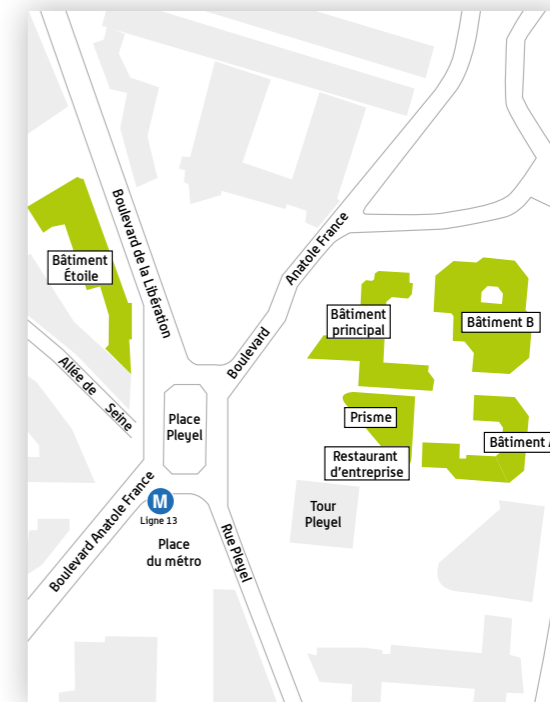 Boulevard de la Libération
Anatole France
Boulevard
Bâtiment
Étoile
Bâtiment
principal
Bâtiment B
Allée de Seine
Place
Pleyel
Prisme
Restaurant
d'entreprise
Bâtiment
Boulevard Anatole France
M
Ligne 13
Place
du métro
Rue Pleyel
Tour
Pleyel